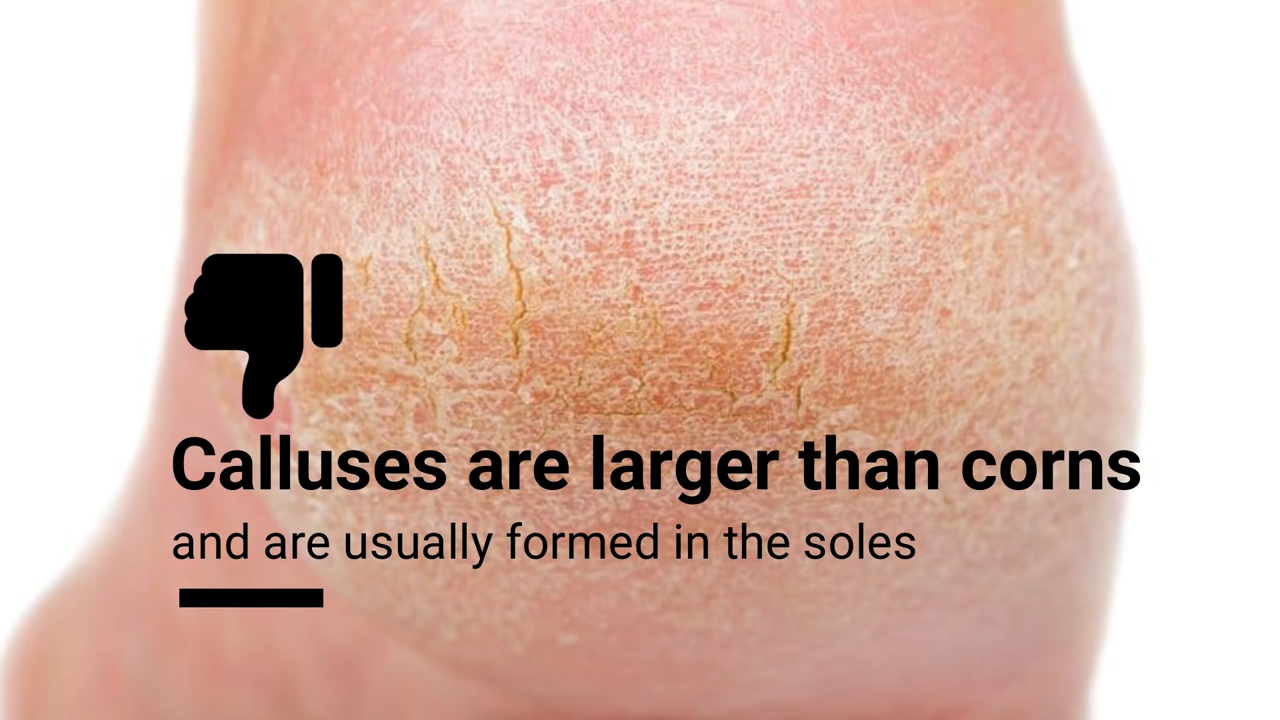 Calluses are larger than corns
and are usually formed in the soles